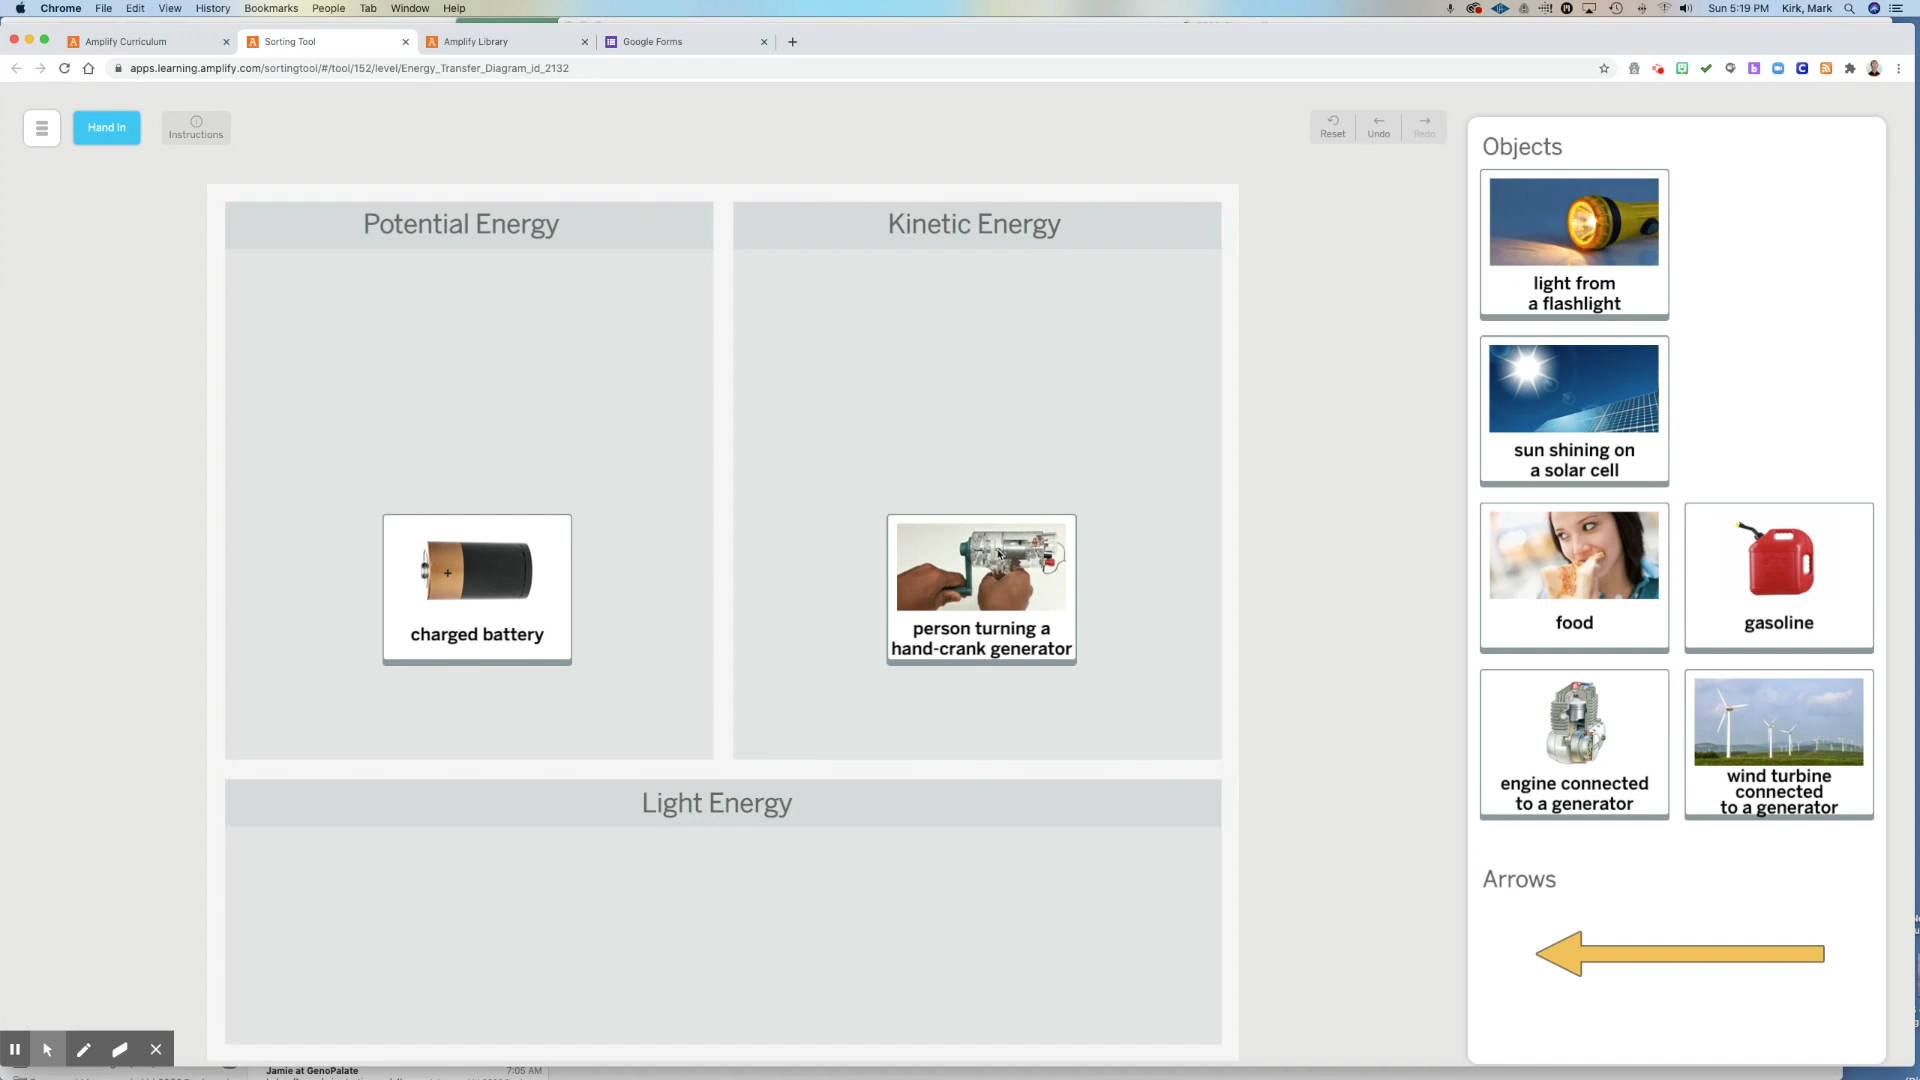 Chrome File Edit View History Bookmarks People Tab Window Help
Sun 5:19 PM Kirk, Mark
Amplify Curriculum
Sorting Tool
Amplify Library
Google Forms
apps.learning.amplify.com/sortingtool/#/tool/152/level/Energy_Transfer_Diagram_id_2132
Hand In
Instructions
Reset
Undo
Redo
Potential Energy
Kinetic Energy
charged battery
person turning a
hand-crank generator
Light Energy
Objects
light from
a flashlight
sun shining on
a solar cell
food
gasoline
engine connected
to a generator
wind turbine
connected
to a generator
Arrows
Jamie at GenoPalate
7:05 AM